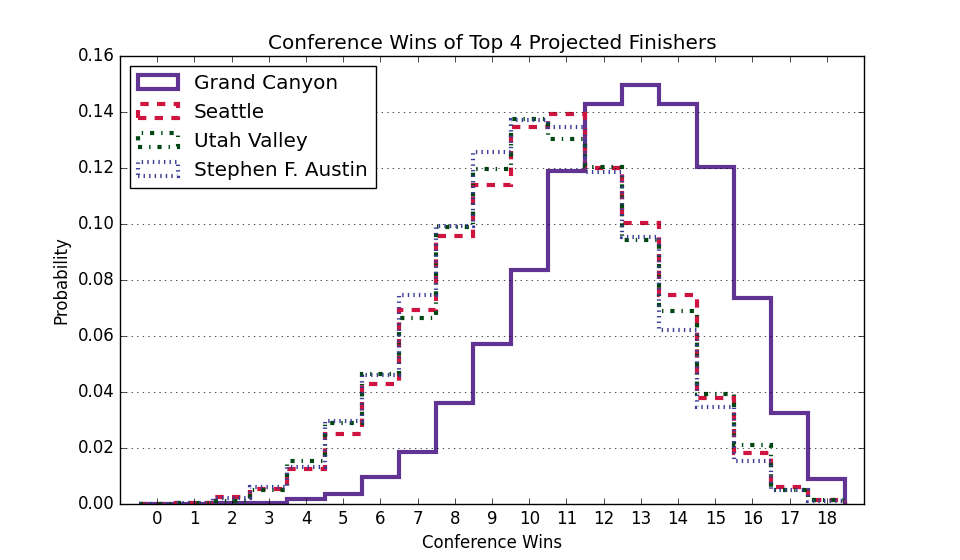 Conference Wins of Top 4 Projected Finishers
0.16
0.14
0.12
0.10
0.08
0.06
0.04
0.02
0.00
Probability
Grand Canyon
Seattle
Utah Valley
Stephen F. Austin
0 1 2 3 4 5 6 7 8 9 10 11 12 13 14 15 16 17 18
Conference Wins